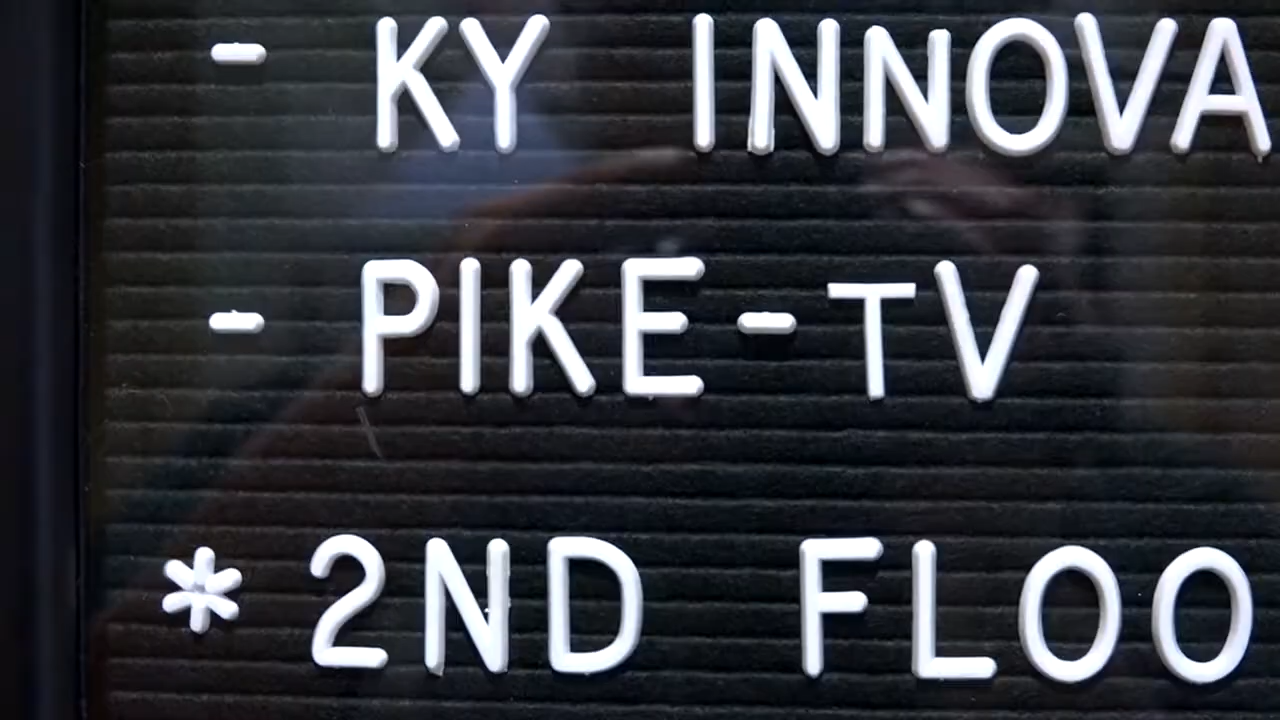 - KY INNOVA
- PIKE-TV
* 2ND FLOO